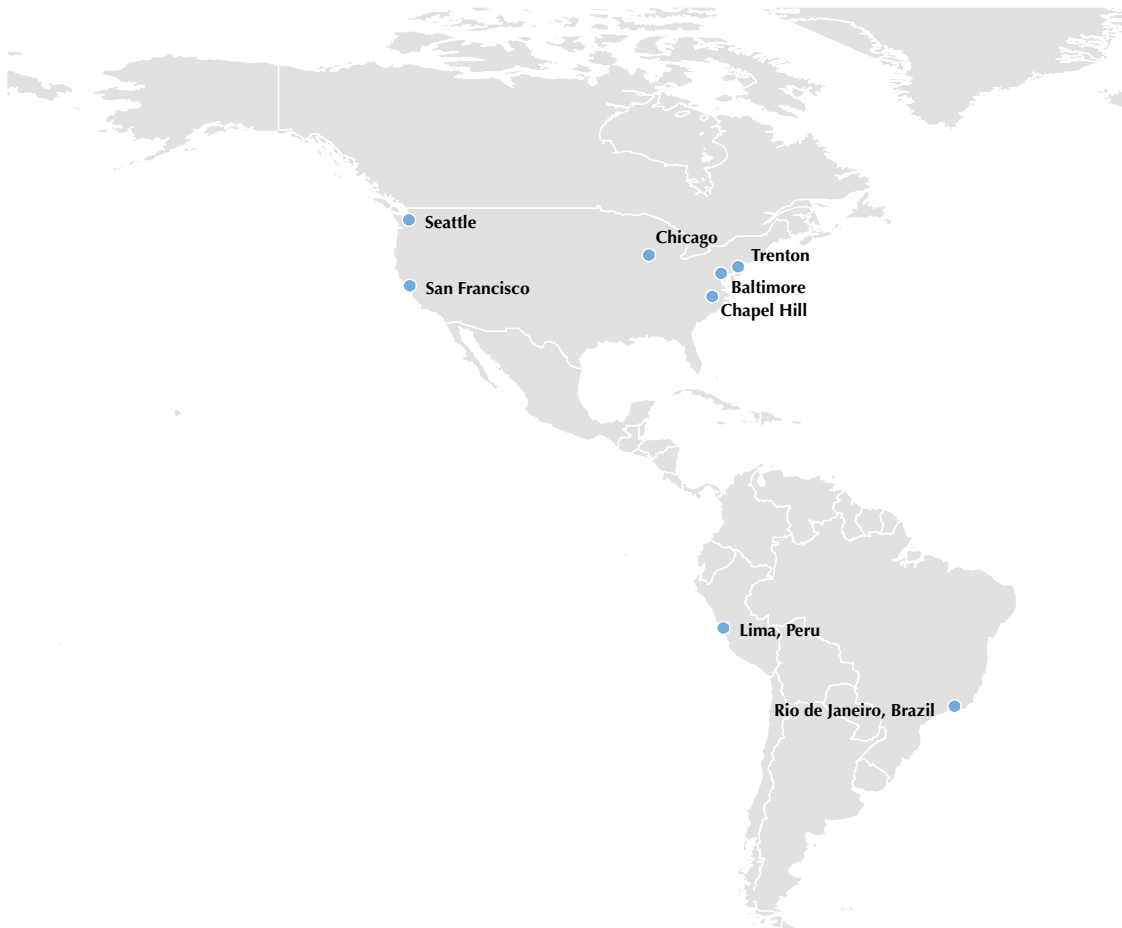 Seattle
Chicago
Trenton
Baltimore
San Francisco
Chapel Hill
Lima, Peru
Rio de Janeiro, Brazil